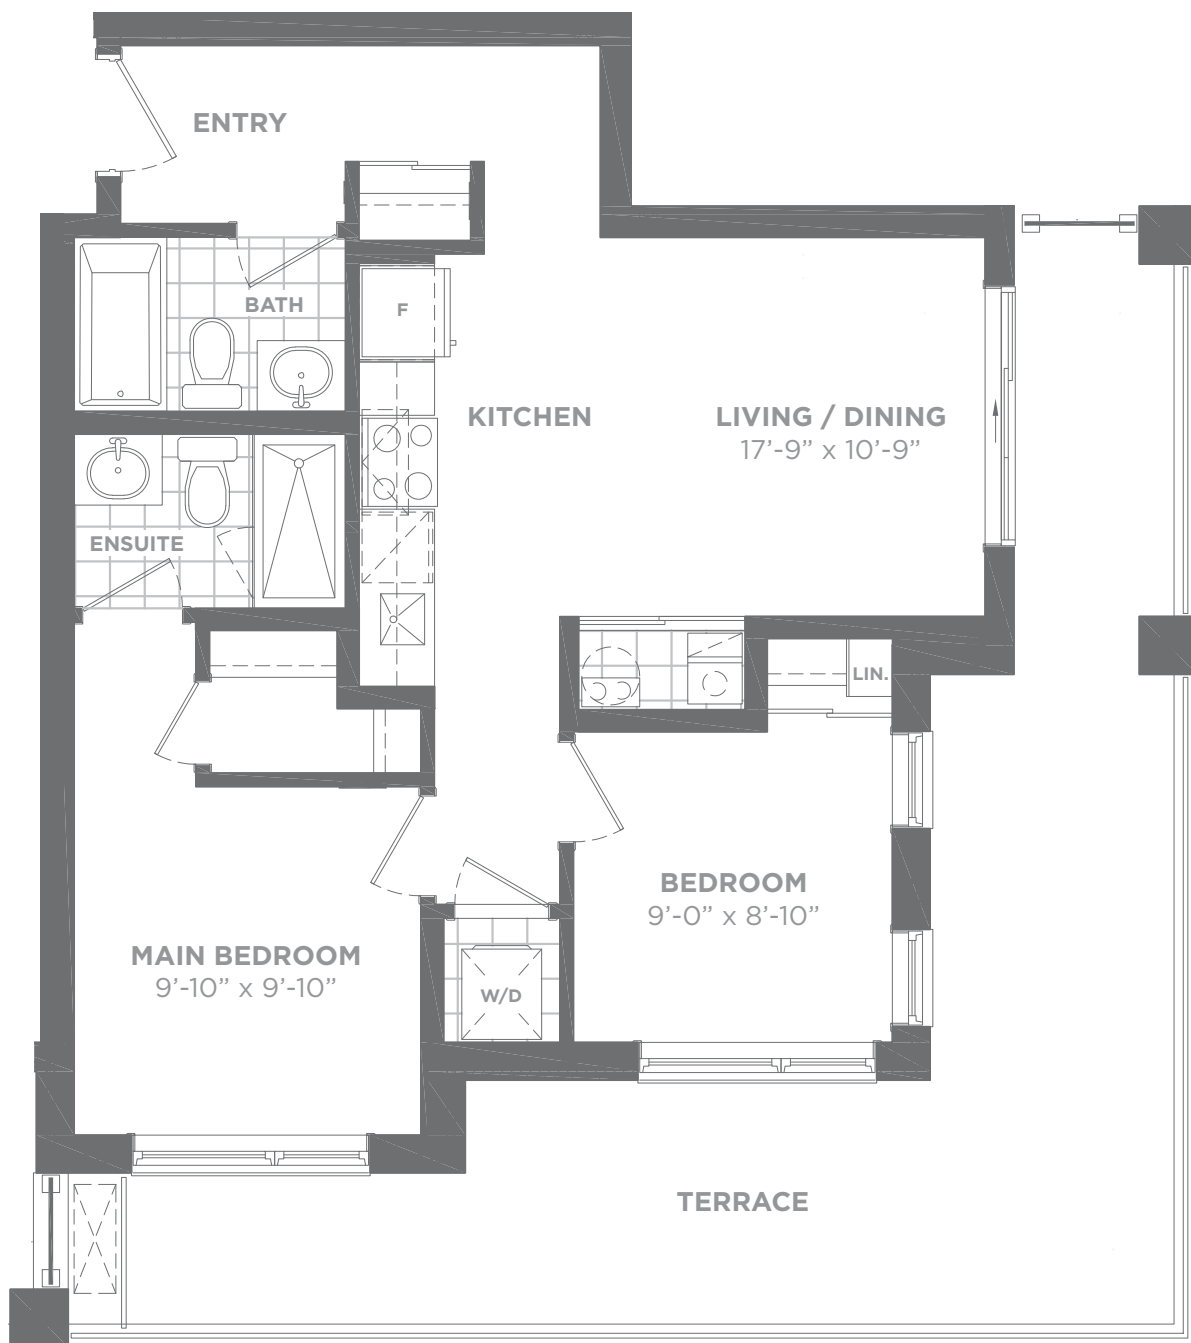 ENTRY
BATH
F
KITCHEN
LIVING / DINING
17’-9” x 10’-9”
ENSUITE
LIN.
BEDROOM
9’-0” x 8’-10”
MAIN BEDROOM
9’-10” x 9’-10”
W/D
TERRACE